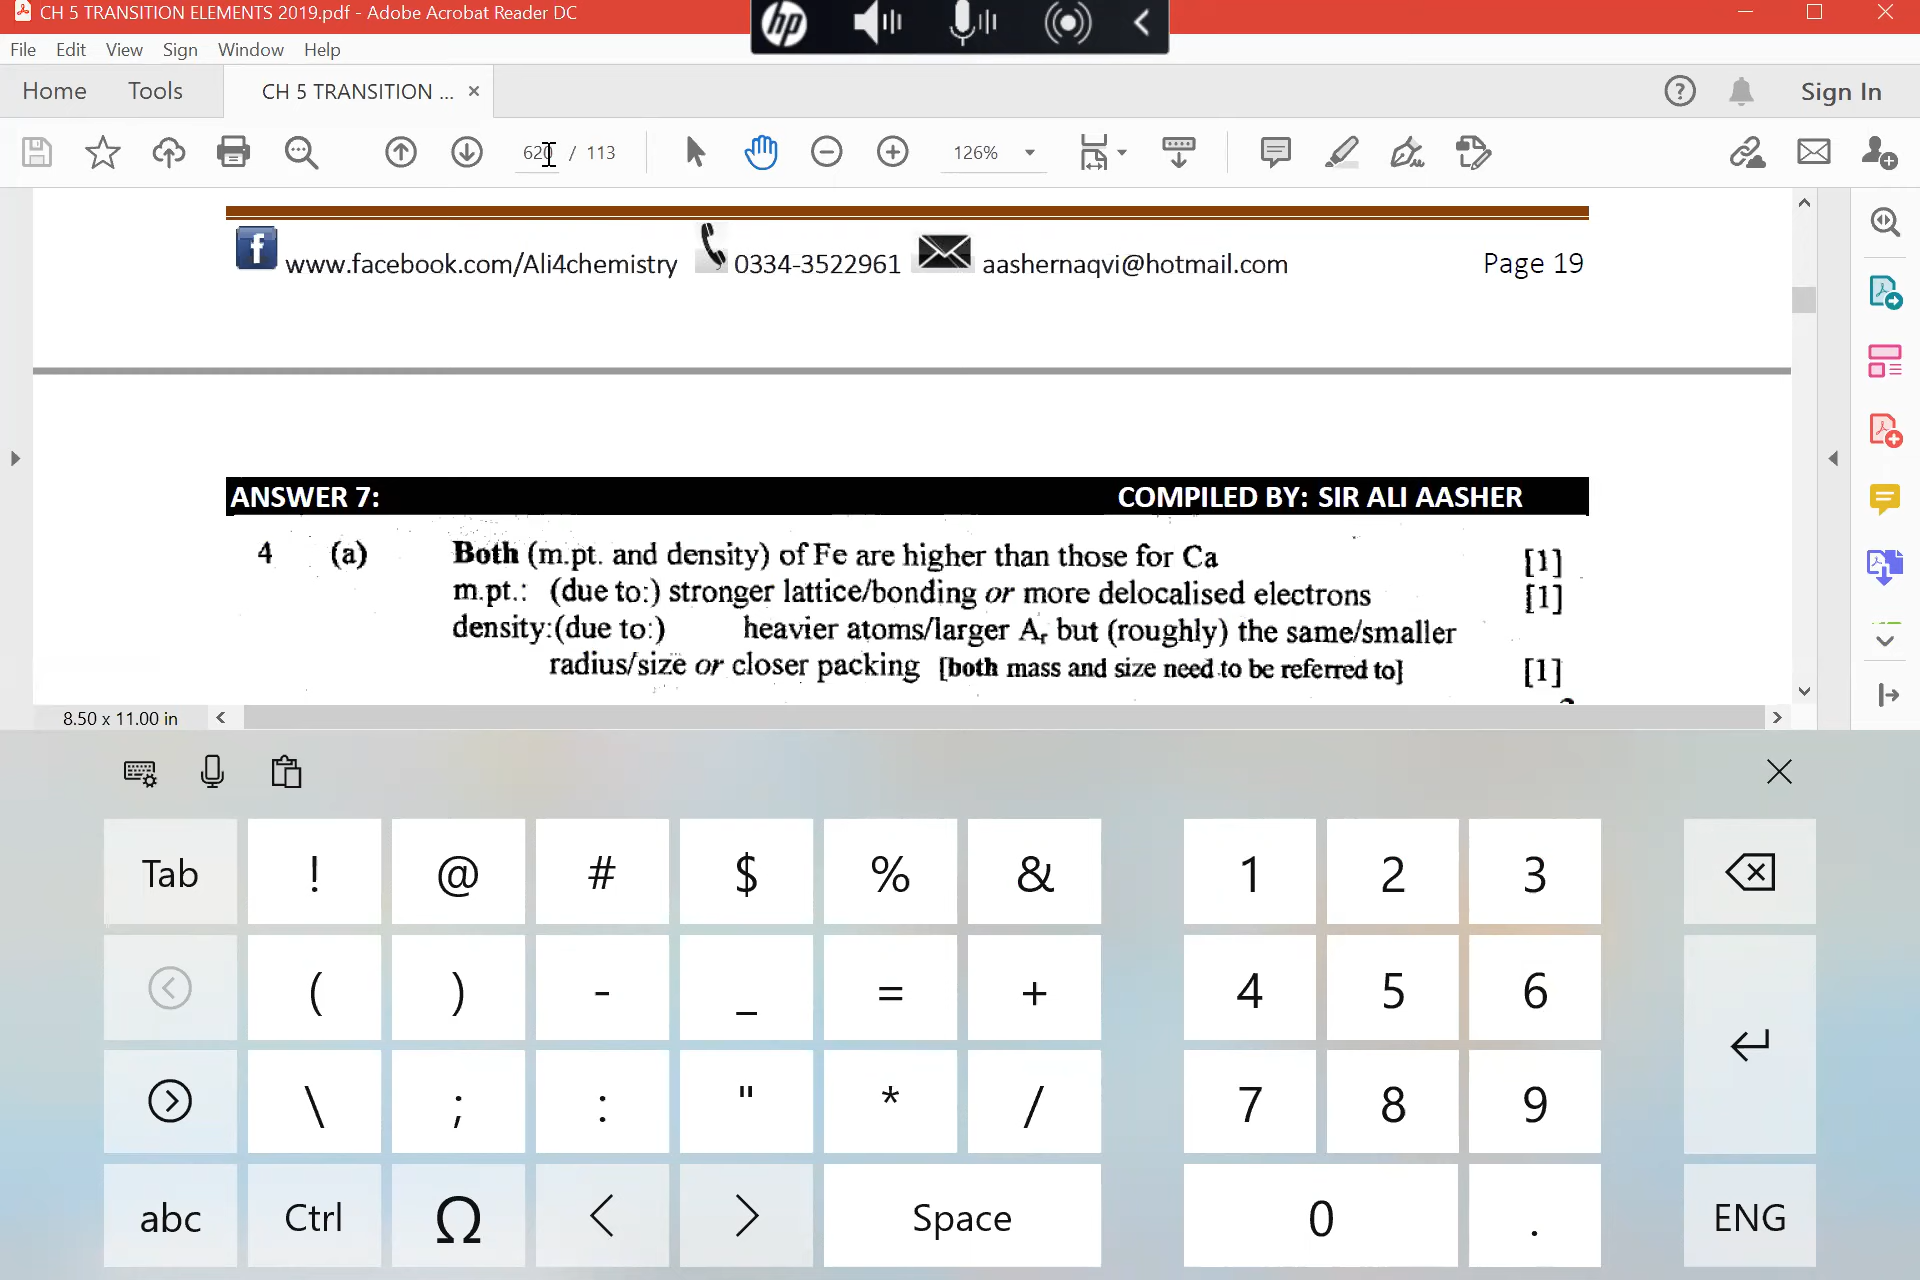 CH 5 TRANSITION ELEMENTS 2019.pdf - Adobe Acrobat Reader DC
hp
File Edit View Sign Window Help
Home Tools CH 5 TRANSITION ... × Sign In
620 / 113 126%
www.facebook.com/Ali4chemistry 0334-3522961 aashernaqvi@hotmail.com Page 19
ANSWER 7: COMPILED BY: SIR ALI AASHER
4 (a) Both (m.pt. and density) of Fe are higher than those for Ca [1]
m.pt.: (due to:) stronger lattice/bonding or more delocalised electrons [1]
density:(due to:) heavier atoms/larger Ar but (roughly) the same/smaller
radius/size or closer packing [both mass and size need to be referred to] [1]
8.50 x 11.00 in
Tab ! @ # $ % & 1 2 3
( ) - _ = + 4 5 6
\ ; : " * / 7 8 9
abc Ctrl Ω < > Space 0 . ENG